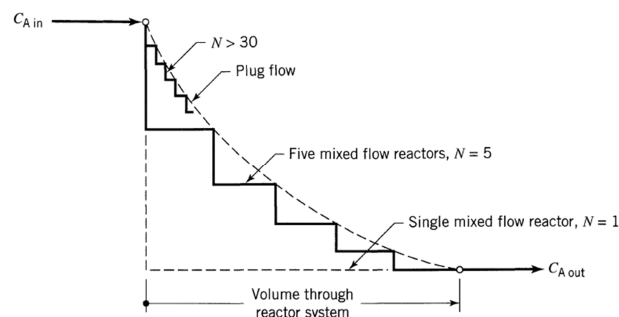 C_A in
N > 30
Plug flow
Five mixed flow reactors, N = 5
Single mixed flow reactor, N = 1
C_A out
Volume through
reactor system